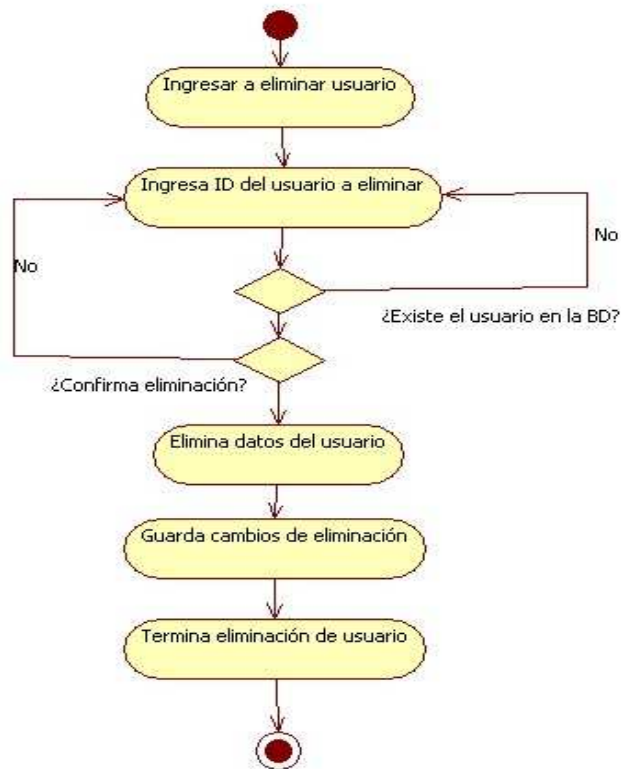 Ingresar a eliminar usuario
Ingresa ID del usuario a eliminar
No
No
¿Existe el usuario en la BD?
¿Confirma eliminación?
Elimina datos del usuario
Guarda cambios de eliminación
Termina eliminación de usuario